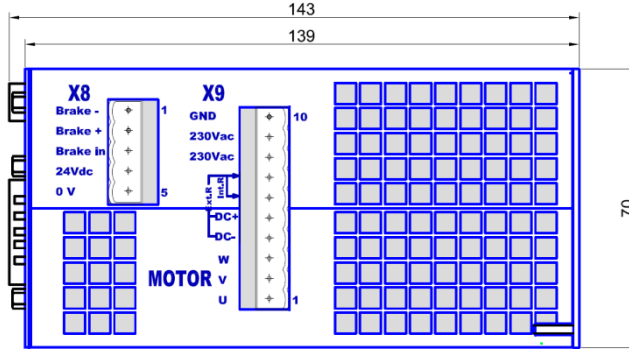 143
139
X8
X9
Brake -
1
Brake +
Brake in
24Vdc
0 V
5
GND
10
230Vac
230Vac
Ext.R
Int.R
DC+
DC-
W
MOTOR
V
U
1
70